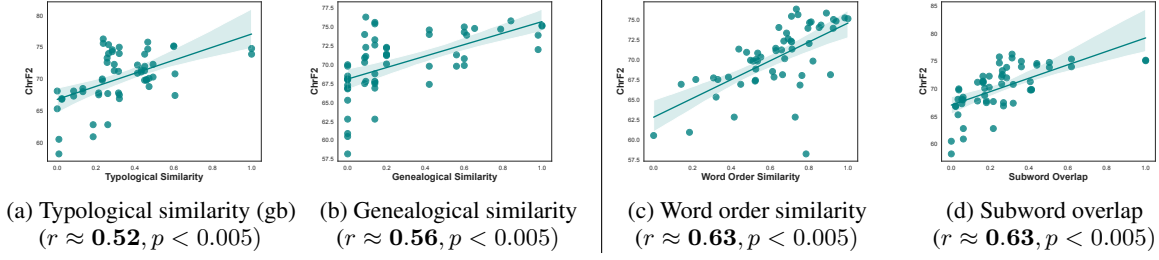 ChrF2
80
75
70
65
60
0.0 0.2 0.4 0.6 0.8 1.0
Typological Similarity
ChrF2
77.5
75.0
72.5
70.0
67.5
65.0
62.5
60.0
57.5
0.0 0.2 0.4 0.6 0.8 1.0
Genealogical Similarity
ChrF2
75.0
72.5
70.0
67.5
65.0
62.5
60.0
57.5
0.0 0.2 0.4 0.6 0.8 1.0
Word Order Similarity
ChrF2
80
75
70
65
60
0.0 0.2 0.4 0.6 0.8 1.0
Subword Overlap
(a) Typological similarity (gb)
(r ≈ 0.52, p < 0.005)
(b) Genealogical similarity
(r ≈ 0.56, p < 0.005)
(c) Word order similarity
(r ≈ 0.63, p < 0.005)
(d) Subword overlap
(r ≈ 0.63, p < 0.005)